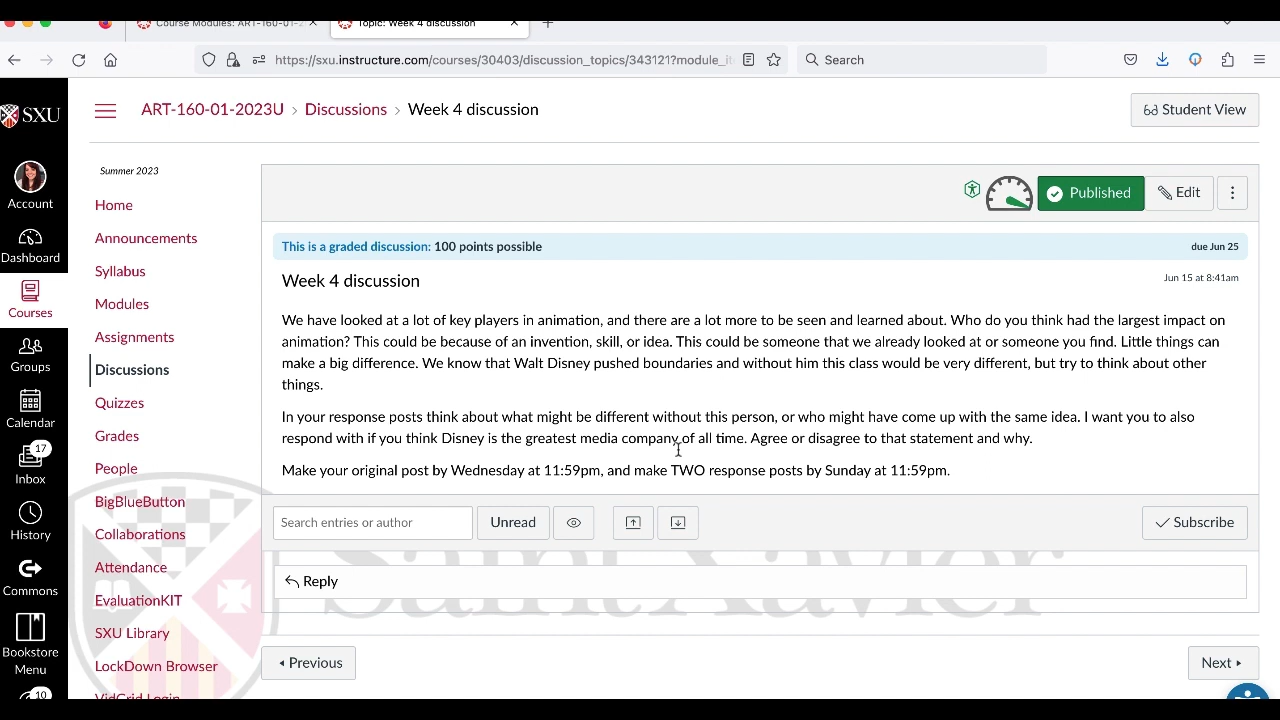 Course Modules: ART-160-01-2
Topic: Week 4 discussion
https://sxu.instructure.com/courses/30403/discussion_topics/343121?module_it
Search
SXU
ART-160-01-2023U > Discussions > Week 4 discussion
Student View
Account
Dashboard
Courses
Groups
Calendar
17
Inbox
History
Commons
Bookstore
Menu
10
Summer 2023
Home
Announcements
Syllabus
Modules
Assignments
Discussions
Quizzes
Grades
People
BigBlueButton
Collaborations
Attendance
EvaluationKIT
SXU Library
LockDown Browser
VidGrid Login
Published
Edit
This is a graded discussion: 100 points possible
due Jun 25
Week 4 discussion
Jun 15 at 8:41am
We have looked at a lot of key players in animation, and there are a lot more to be seen and learned about. Who do you think had the largest impact on
animation? This could be because of an invention, skill, or idea. This could be someone that we already looked at or someone you find. Little things can
make a big difference. We know that Walt Disney pushed boundaries and without him this class would be very different, but try to think about other
things.
In your response posts think about what might be different without this person, or who might have come up with the same idea. I want you to also
respond with if you think Disney is the greatest media company of all time. Agree or disagree to that statement and why.
Make your original post by Wednesday at 11:59pm, and make TWO response posts by Sunday at 11:59pm.
Search entries or author
Unread
Subscribe
Saint Xavier
Reply
Previous
Next